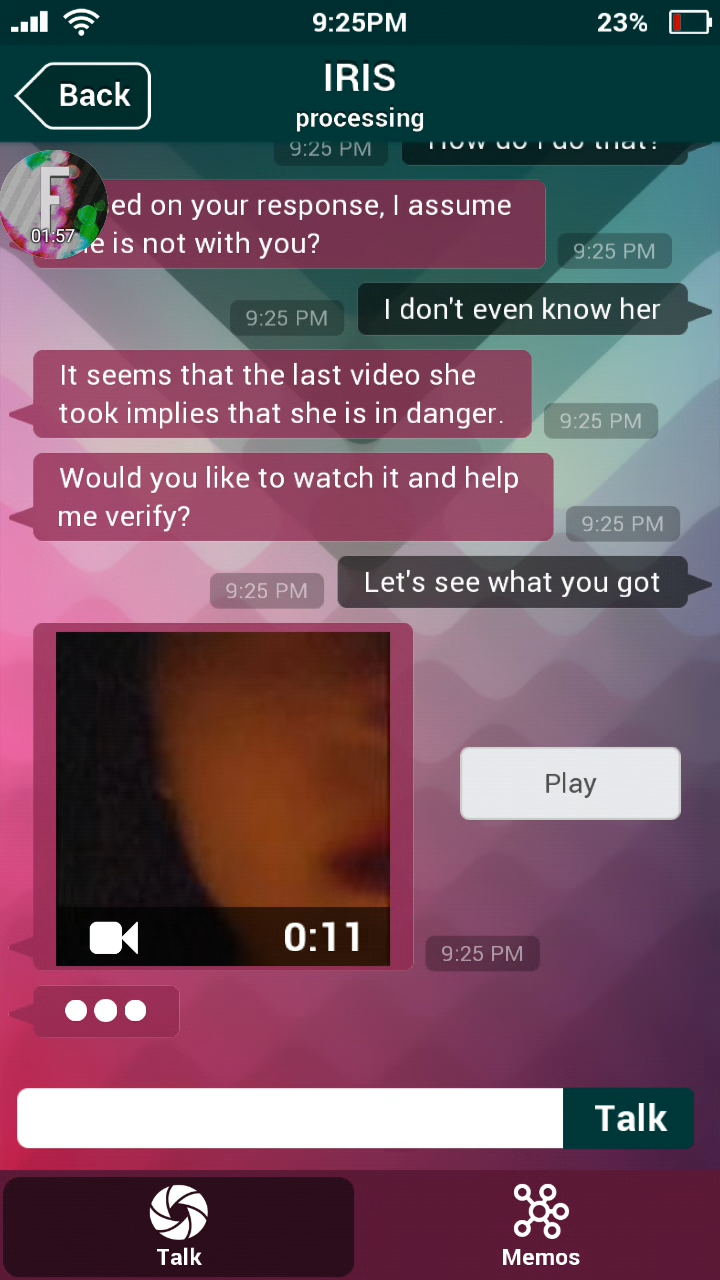 9:25PM
23%
Back
IRIS
processing
9:25 PM
How do I do that?
F
01:57
ed on your response, I assume
e is not with you?
9:25 PM
9:25 PM
I don't even know her
It seems that the last video she
took implies that she is in danger.
9:25 PM
Would you like to watch it and help
me verify?
9:25 PM
9:25 PM
Let's see what you got
Play
0:11
9:25 PM
Talk
Talk
Memos